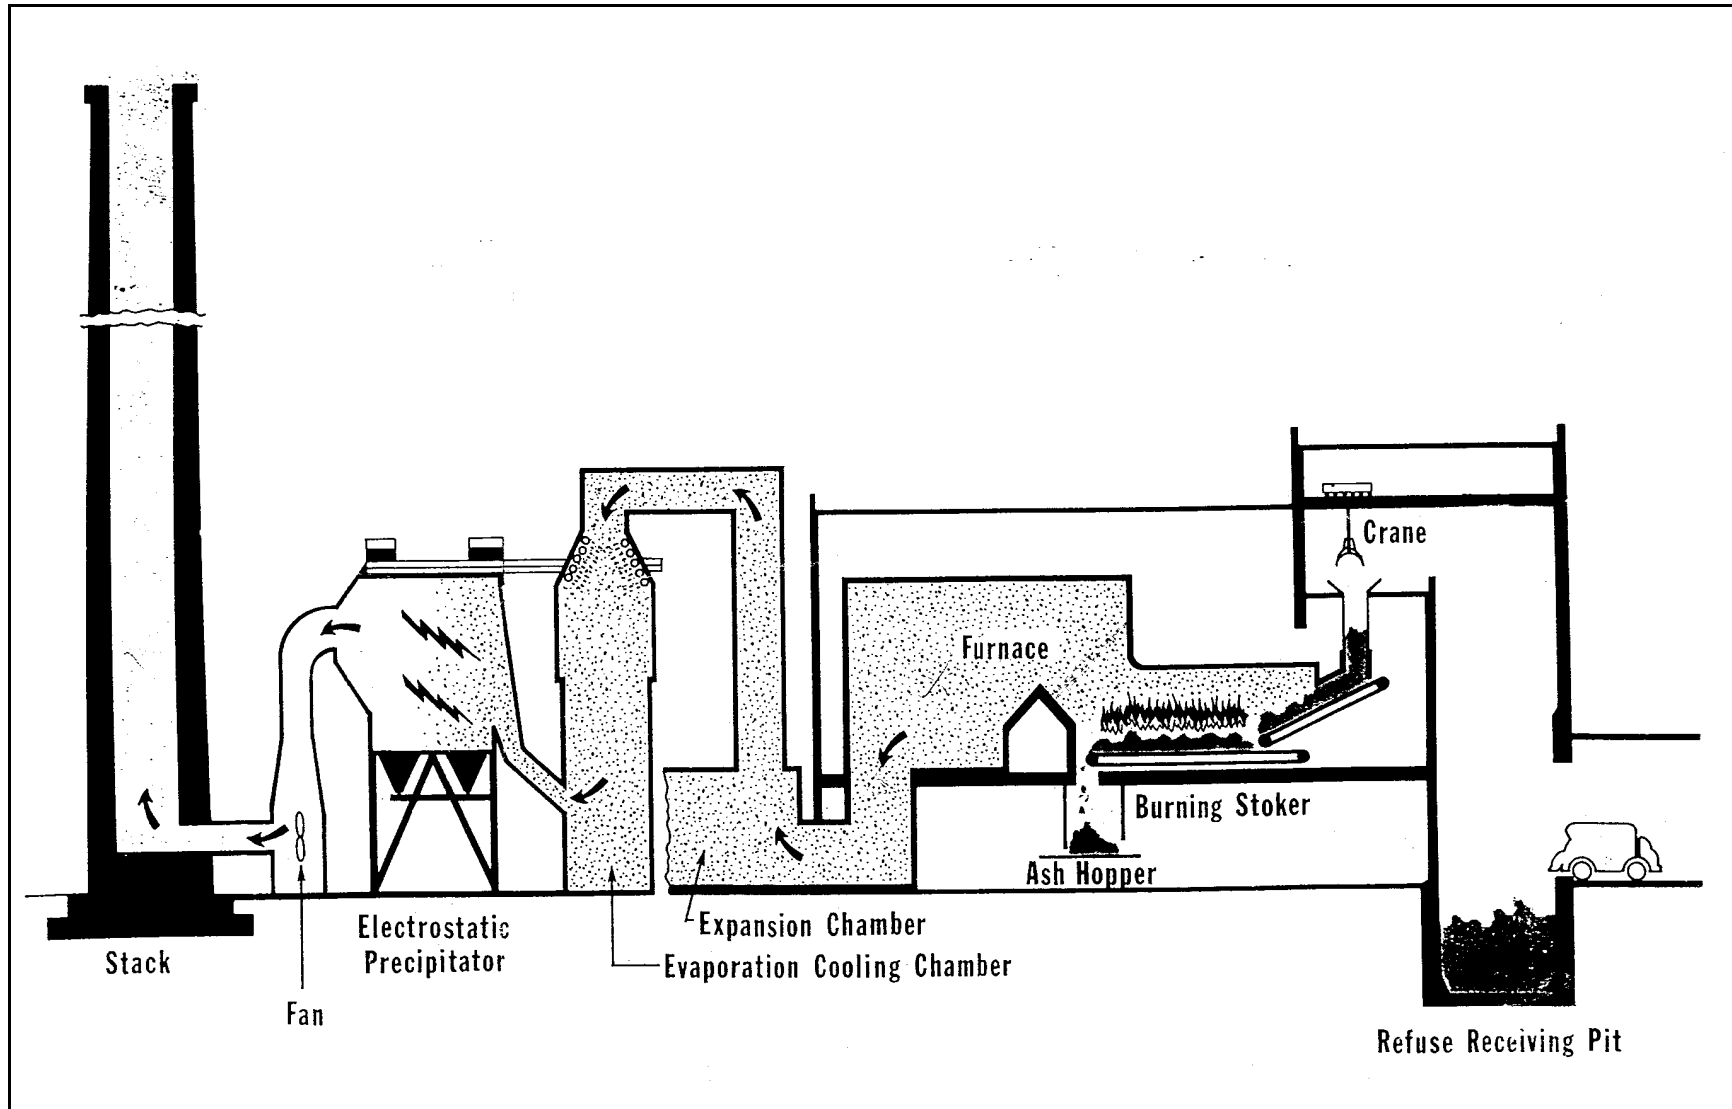 Crane
Furnace
Burning Stoker
Ash Hopper
Expansion Chamber
Electrostatic
Precipitator
Stack
Evaporation Cooling Chamber
Fan
Refuse Receiving Pit